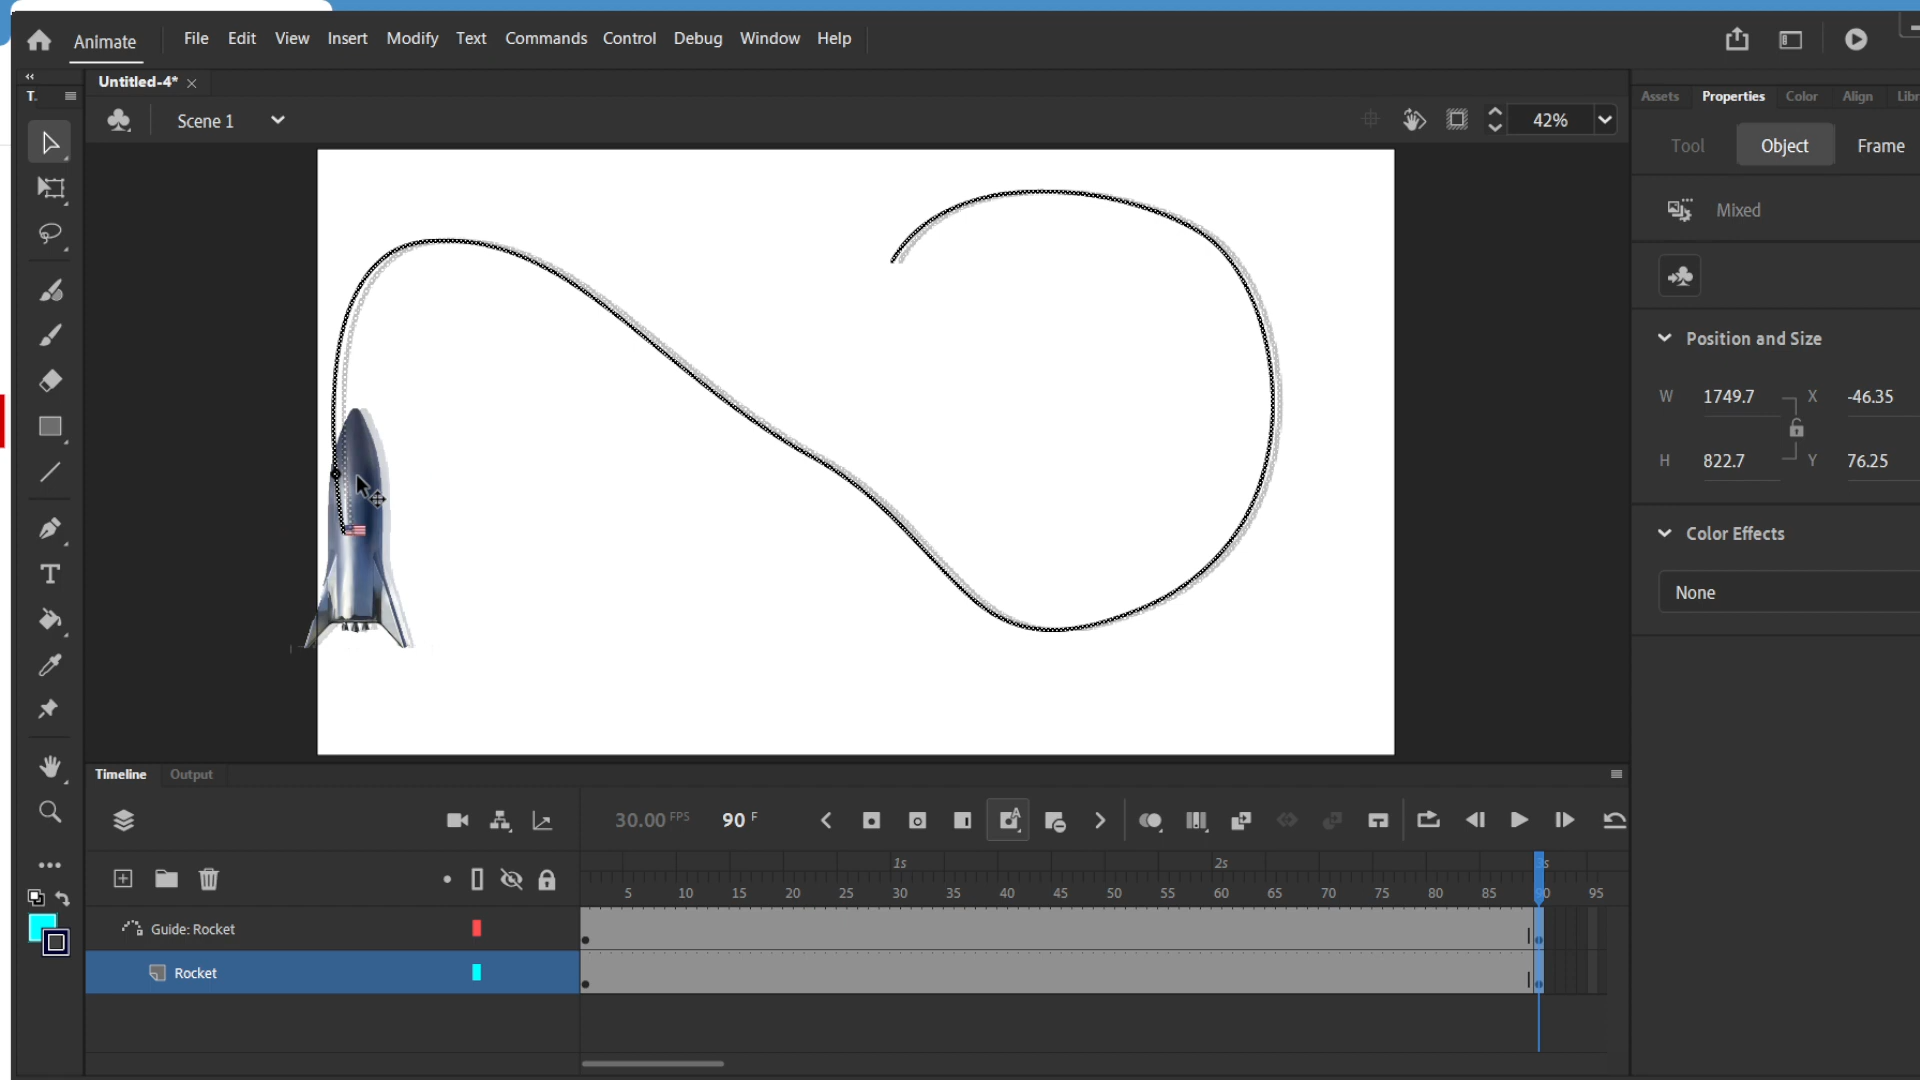 Animate File Edit View Insert Modify Text Commands Control Debug Window Help
Untitled-4*
Scene 1 42%
T.
Assets Properties Color Align Libr
Tool Object Frame
Mixed
Position and Size
W 1749.7 X -46.35
H 822.7 Y 76.25
Color Effects
None
Timeline Output
30.00 FPS 90 F
1s 2s
5 10 15 20 25 30 35 40 45 50 55 60 65 70 75 80 85 90 95
Guide: Rocket
Rocket